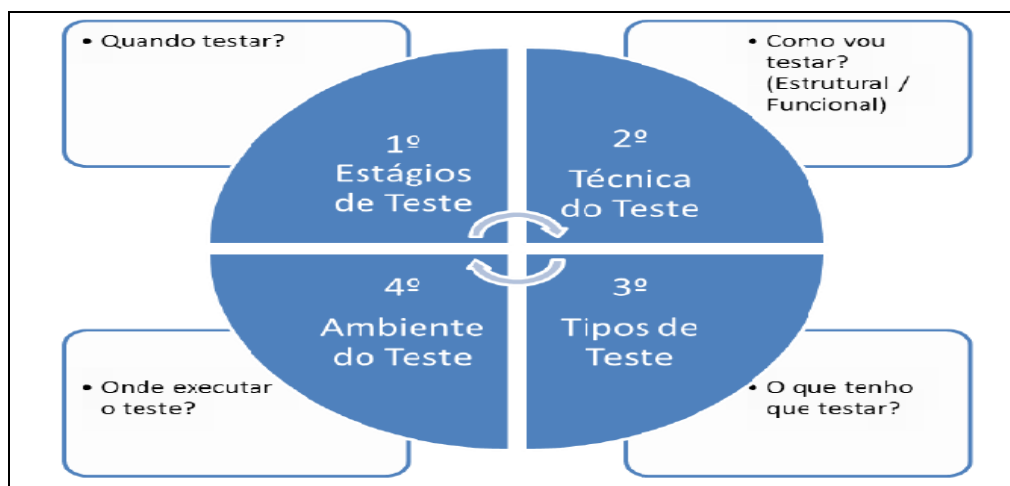 • Quando testar?
• Como vou
testar?
(Estrutural /
Funcional)
1º
Estágios
de Teste
2º
Técnica
do Teste
4º
Ambiente
do Teste
3º
Tipos de
Teste
• Onde executar
o teste?
• O que tenho
que testar?